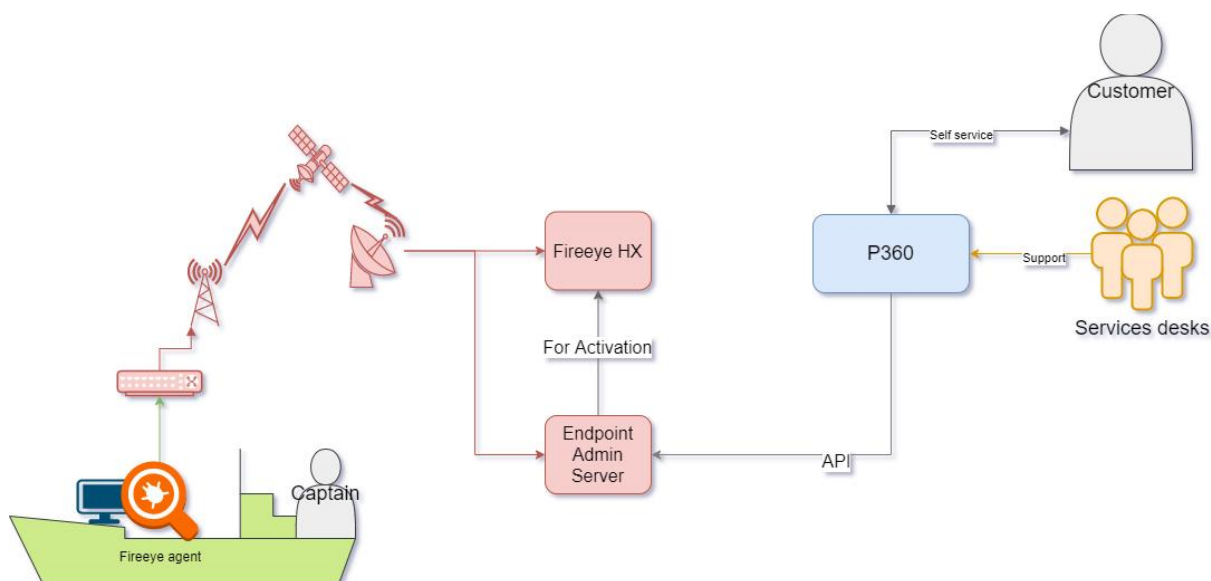 Customer
Self service
P360
Support
Services desks
Fireeye HX
For Activation
Endpoint
Admin
Server
API
Captain
Fireeye agent